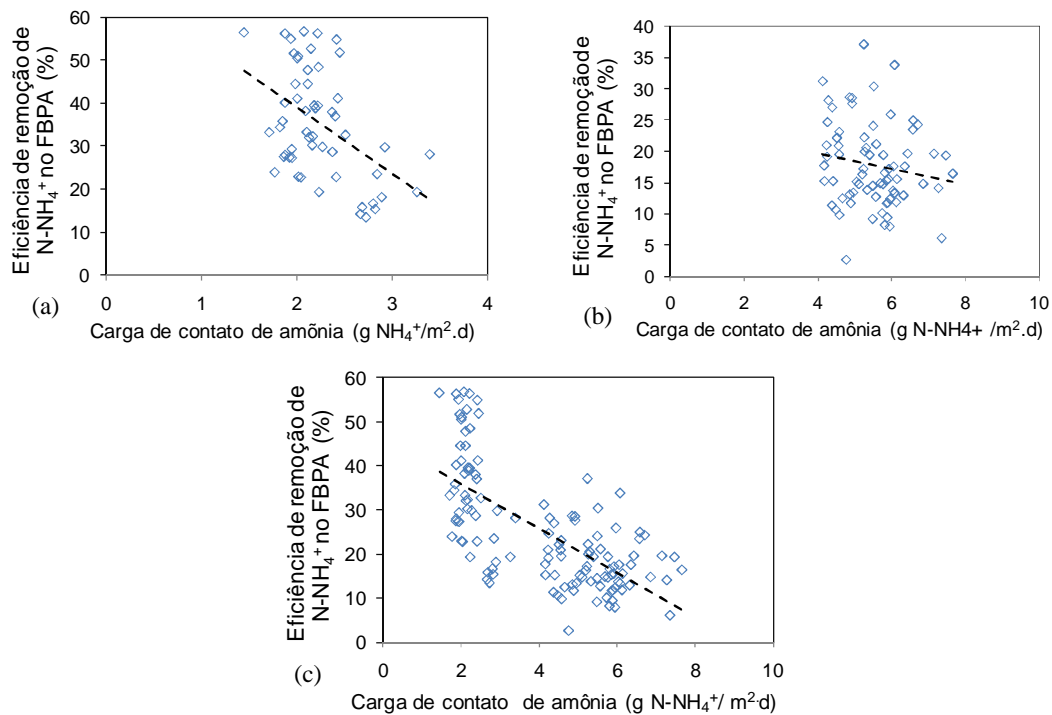 60
50
40
30
20
10
0
Eficiência de remoção de
N-NH₄⁺ no FBPA (%)
0 1 2 3 4
Carga de contato de amõnia (g NH₄⁺/m².d)
(a)
40
35
30
25
20
15
10
5
0
Eficiência de remoção de
N-NH₄⁺ no FBPA (%)
0 2 4 6 8 10
Carga de contato de amônia (g N-NH4+ /m².d)
(b)
60
50
40
30
20
10
0
Eficiência de remoção de
N-NH₄⁺ no FBPA (%)
0 2 4 6 8 10
Carga de contato de amônia (g N-NH₄⁺/ m²·d)
(c)